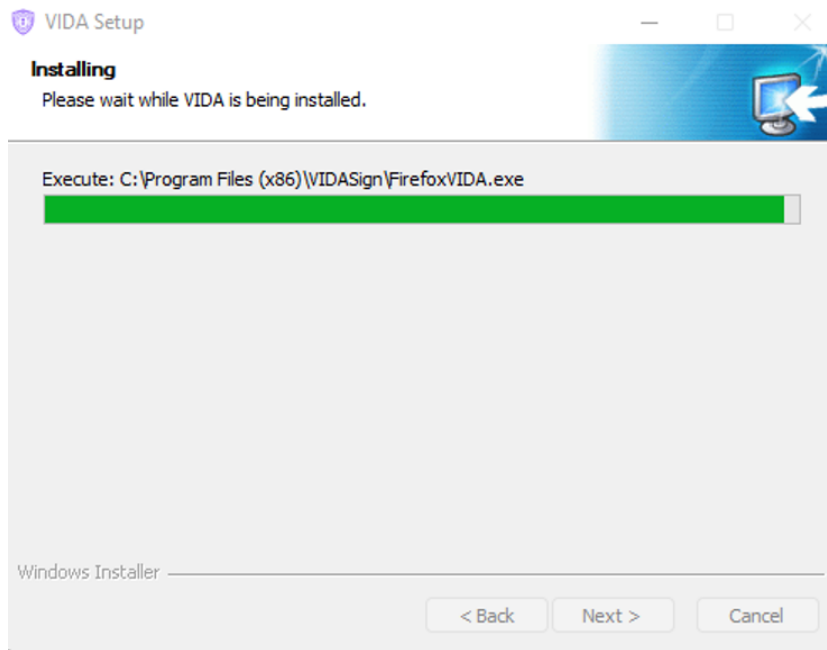 VIDA Setup
Installing
Please wait while VIDA is being installed.
Execute: C:\Program Files (x86)\VIDASign\FirefoxVIDA.exe
Windows Installer
< Back Next > Cancel